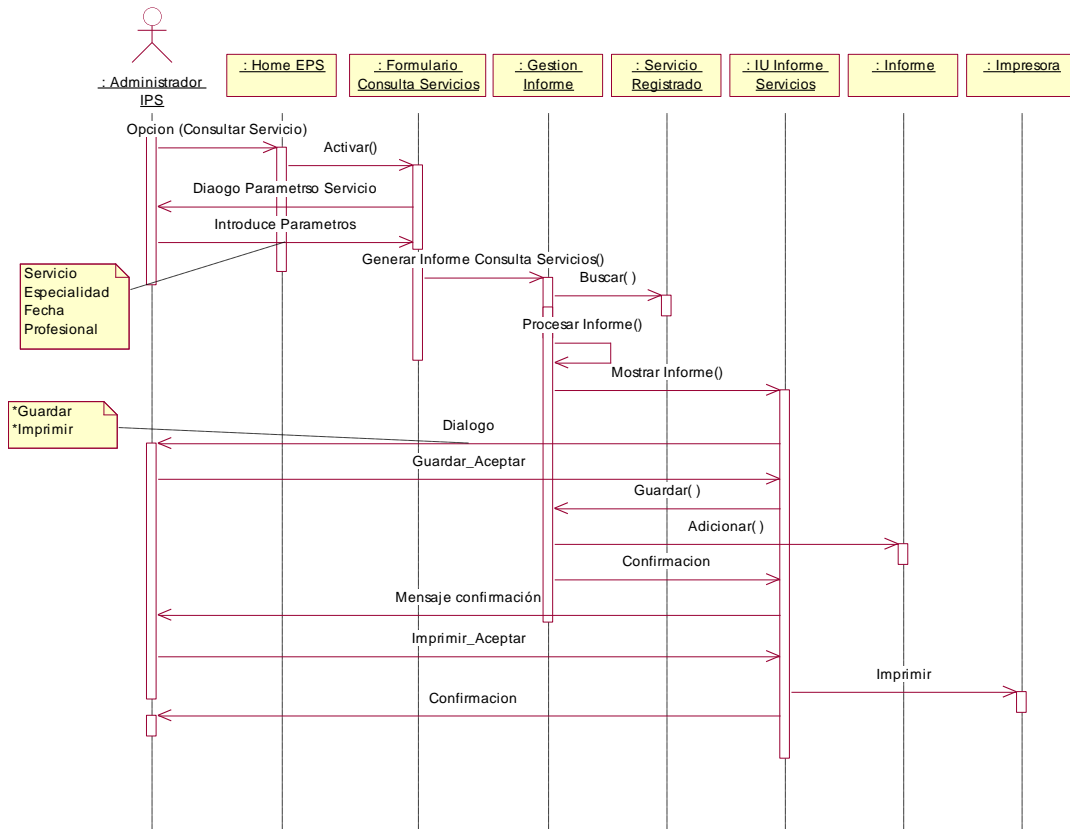 : Administrador
IPS
: Home EPS
: Formulario
Consulta Servicios
: Gestion
Informe
: Servicio
Registrado
: IU Informe
Servicios
: Informe
: Impresora
Opcion (Consultar Servicio)
Activar()
Diaogo Parametrso Servicio
Introduce Parametros
Servicio
Especialidad
Fecha
Profesional
Generar Informe Consulta Servicios()
Buscar( )
Procesar Informe()
Mostrar Informe()
*Guardar
*Imprimir
Dialogo
Guardar_Aceptar
Guardar( )
Adicionar( )
Confirmacion
Mensaje confirmación
Imprimir_Aceptar
Imprimir
Confirmacion